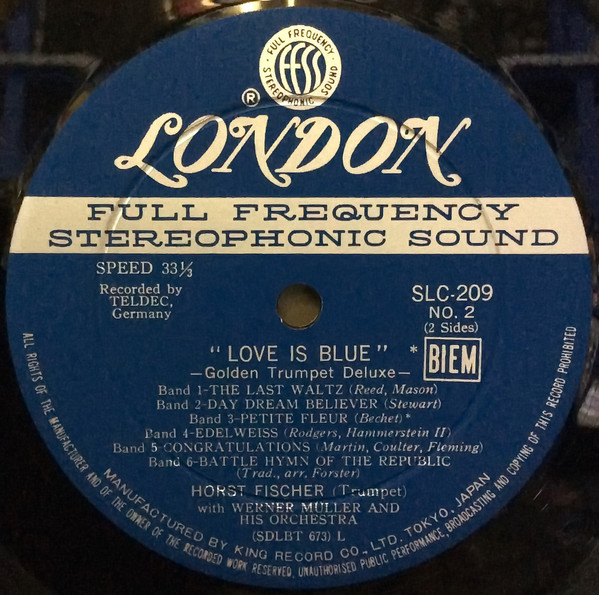 FULL FREQUENCY
FFSS
STEREOPHONIC SOUND
®
LONDON
FULL FREQUENCY
STEREOPHONIC SOUND
SPEED 33⅓
Recorded by
TELDEC,
Germany
SLC-209
NO. 2
(2 Sides)
"LOVE IS BLUE" * BIEM
—Golden Trumpet Deluxe—
Band 1-THE LAST WALTZ (Reed, Mason)
Band 2-DAY DREAM BELIEVER (Stewart)
Band 3-PETITE FLEUR (Bechet)*
Band 4-EDELWEISS (Rodgers, Hammerstein II)
Band 5-CONGRATULATIONS (Martin, Coulter, Fleming)
Band 6-BATTLE HYMN OF THE REPUBLIC
(Trad., arr, Forster)
HORST FISCHER (Trumpet)
with WERNER MÜLLER AND
HIS ORCHESTRA
(SDLBT 673) L
MANUFACTURED BY KING RECORD CO., LTD. TOKYO. JAPAN
ALL RIGHTS OF THE MANUFACTURER AND OF THE OWNER OF THE RECORDED WORK RESERVED. UNAUTHORISED PUBLIC PERFORMANCE, BROADCASTING AND COPYING OF THIS RECORD PROHIBITED